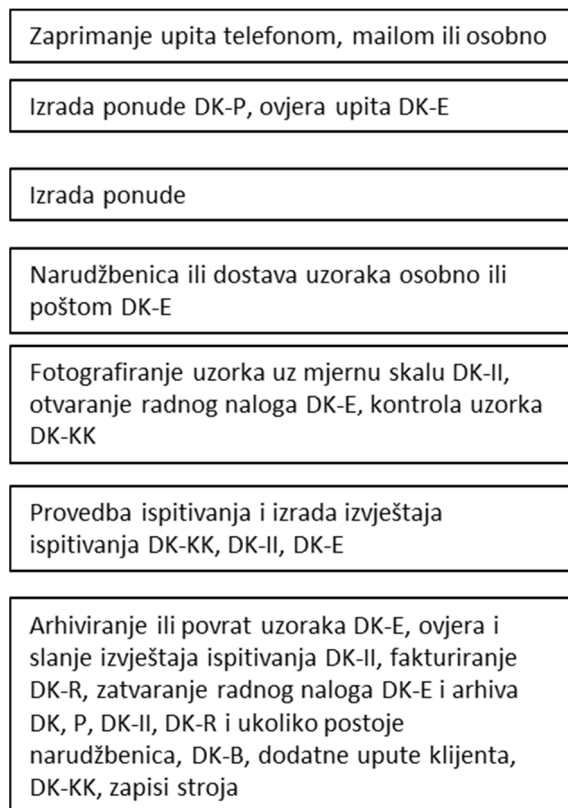 Zaprimanje upita telefonom, mailom ili osobno
Izrada ponude DK-P, ovjera upita DK-E
Izrada ponude
Narudžbenica ili dostava uzoraka osobno ili
poštom DK-E
Fotografiranje uzorka uz mjernu skalu DK-II,
otvaranje radnog naloga DK-E, kontrola uzorka
DK-KK
Provedba ispitivanja i izrada izvještaja
ispitivanja DK-KK, DK-II, DK-E
Arhiviranje ili povrat uzoraka DK-E, ovjera i
slanje izvještaja ispitivanja DK-II, fakturiranje
DK-R, zatvaranje radnog naloga DK-E i arhiva
DK, P, DK-II, DK-R i ukoliko postoje
narudžbenica, DK-B, dodatne upute klijenta,
DK-KK, zapisi stroja